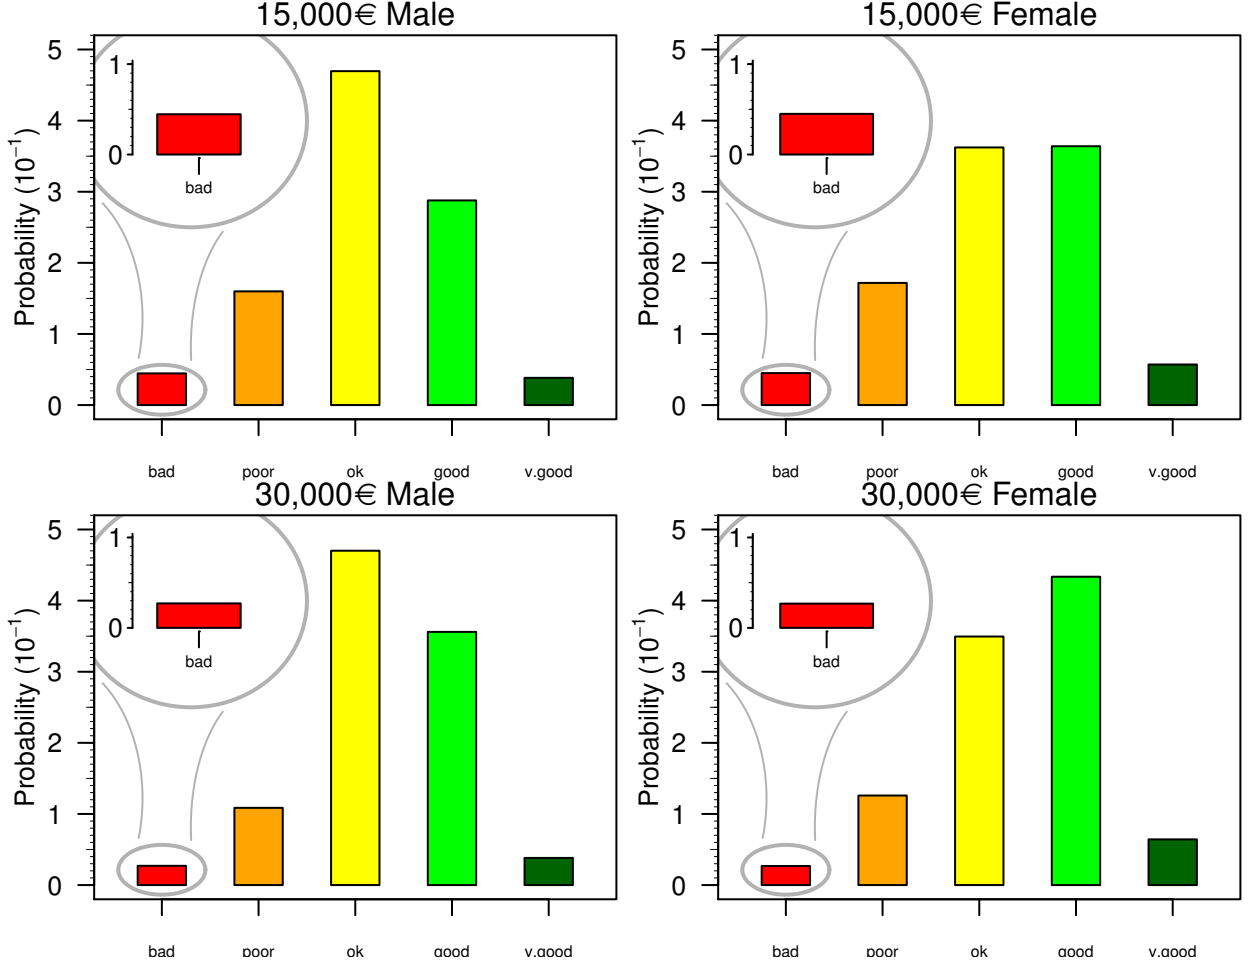 15,000€ Male
Probability (10⁻¹)
5
4
3
2
1
0
1
0
bad
bad poor ok good v.good
15,000€ Female
Probability (10⁻¹)
5
4
3
2
1
0
1
0
bad
bad poor ok good v.good
30,000€ Male
Probability (10⁻¹)
5
4
3
2
1
0
1
0
bad
bad poor ok good v.good
30,000€ Female
Probability (10⁻¹)
5
4
3
2
1
0
1
0
bad
bad poor ok good v.good